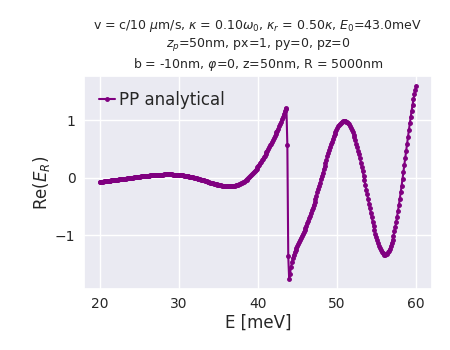 v = c/10 μm/s, κ = 0.10ω₀, κᵣ = 0.50κ, E₀=43.0meV
zₚ=50nm, px=1, py=0, pz=0
b = -10nm, φ=0, z=50nm, R = 5000nm
PP analytical
Re(E_R)
1
0
−1
20 30 40 50 60
E [meV]